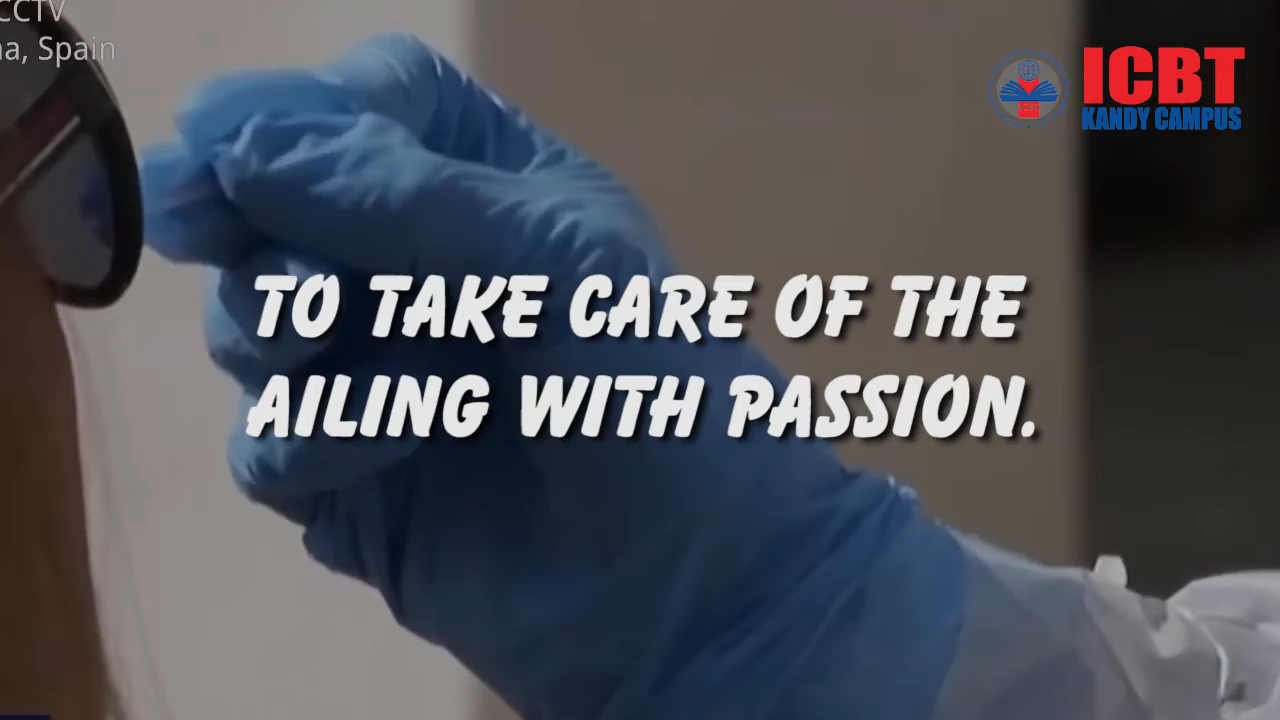 CCTV
Spain
ICBT
KANDY CAMPUS
TO TAKE CARE OF THE
AILING WITH PASSION.